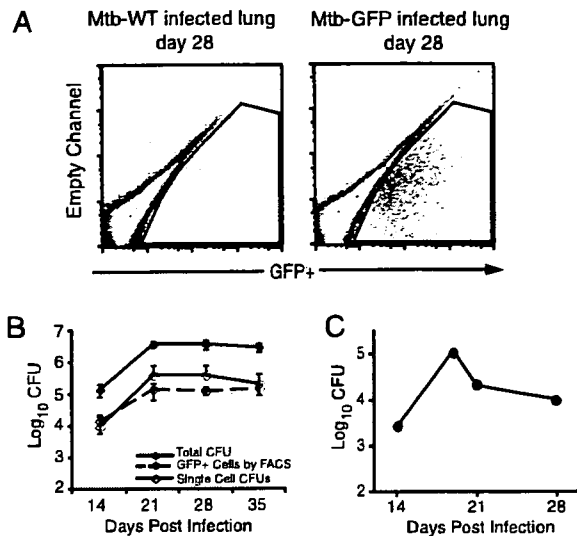 A
Mtb-WT infected lung
day 28
Mtb-GFP infected lung
day 28
Empty Channel
GFP+
B
7
6
5
4
3
2
Log10 CFU
Total CFU
GFP+ Cells by FACS
Single Cell CFUs
14 21 28 35
Days Post Infection
C
5
4
3
2
Log10 CFU
14 21 28
Days Post Infection